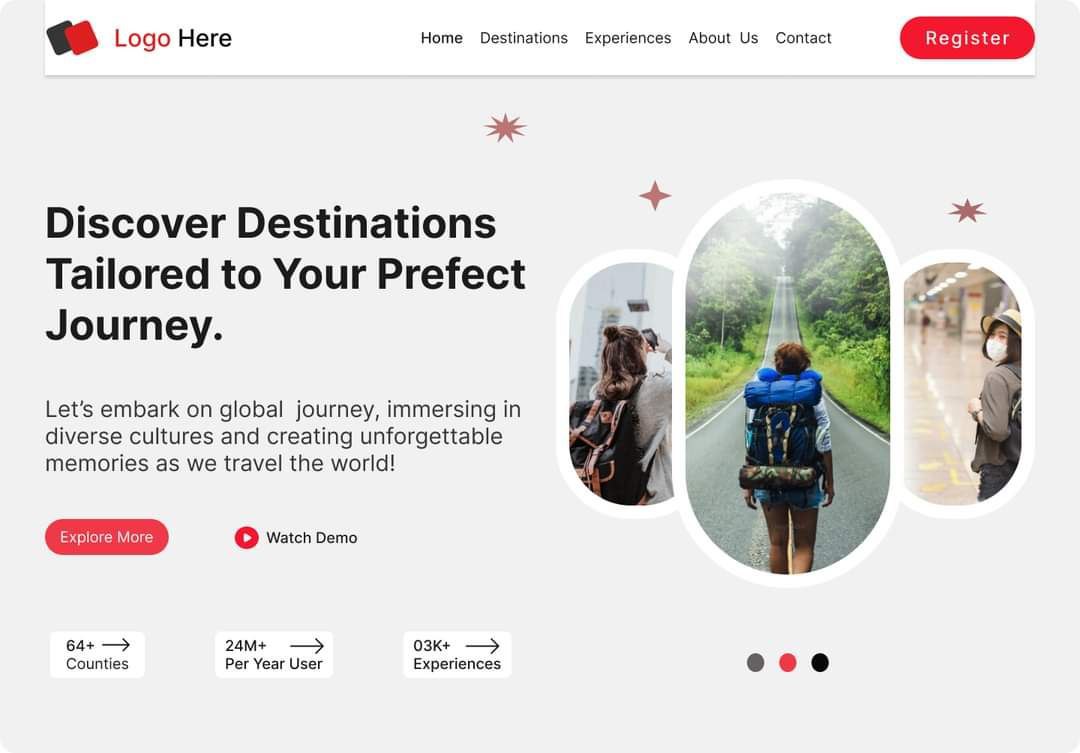 Logo Here
Home Destinations Experiences About Us Contact
Register
Discover Destinations
Tailored to Your Prefect
Journey.
Let’s embark on global journey, immersing in
diverse cultures and creating unforgettable
memories as we travel the world!
Explore More
Watch Demo
64+
Counties
24M+
Per Year User
03K+
Experiences